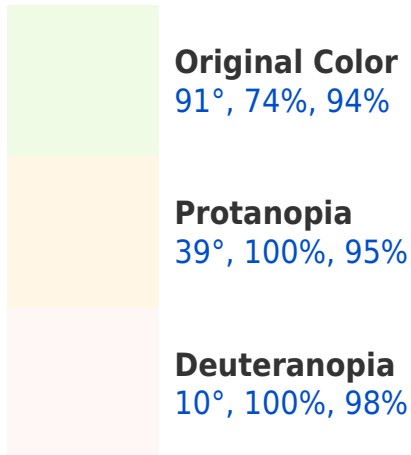 Original Color
91°, 74%, 94%
Protanopia
39°, 100%, 95%
Deuteranopia
10°, 100%, 98%